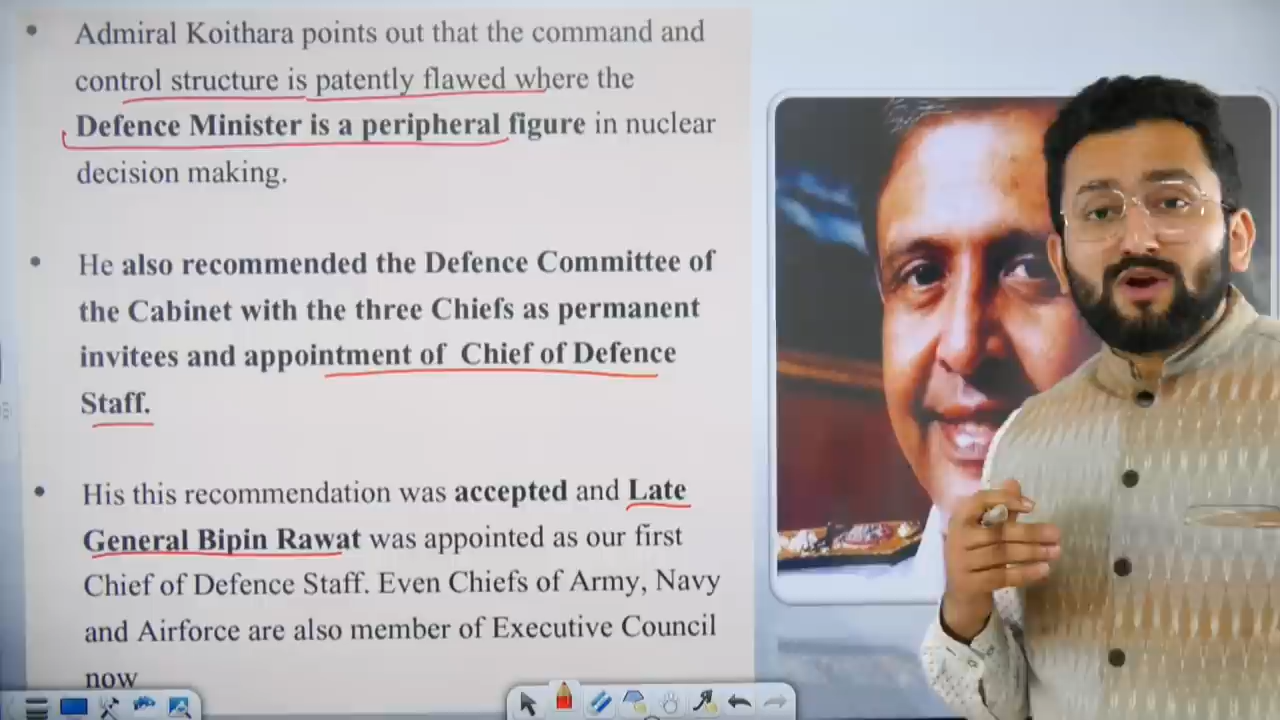 Admiral Koithara points out that the command and
control structure is patently flawed where the
Defence Minister is a peripheral figure in nuclear
decision making.
He also recommended the Defence Committee of
the Cabinet with the three Chiefs as permanent
invitees and appointment of Chief of Defence
Staff.
His this recommendation was accepted and Late
General Bipin Rawat was appointed as our first
Chief of Defence Staff. Even Chiefs of Army, Navy
and Airforce are also member of Executive Council
now